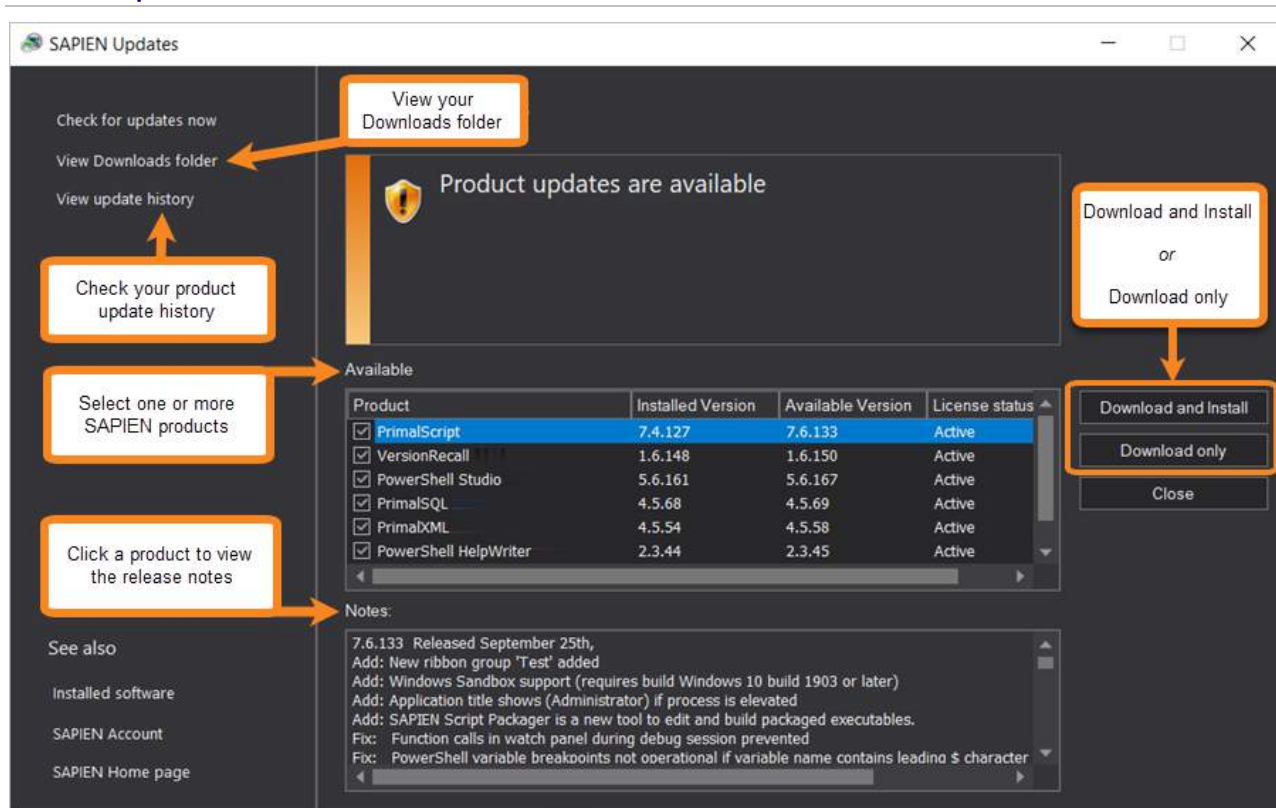 SAPIEN Updates
Check for updates now
View Downloads folder
View update history
View your
Downloads folder
Product updates are available
Download and Install
or
Download only
Check your product
update history
Select one or more
SAPIEN products
Available
Product Installed Version Available Version License status
PrimalScript 7.4.127 7.6.133 Active
VersionRecall 1.6.148 1.6.150 Active
PowerShell Studio 5.6.161 5.6.167 Active
PrimalSQL 4.5.68 4.5.69 Active
PrimalXML 4.5.54 4.5.58 Active
PowerShell HelpWriter 2.3.44 2.3.45 Active
Download and Install
Download only
Close
Click a product to view
the release notes
Notes:
7.6.133 Released September 25th,
Add: New ribbon group 'Test' added
Add: Windows Sandbox support (requires build Windows 10 build 1903 or later)
Add: Application title shows (Administrator) if process is elevated
Add: SAPIEN Script Packager is a new tool to edit and build packaged executables.
Fix: Function calls in watch panel during debug session prevented
Fix: PowerShell variable breakpoints not operational if variable name contains leading $ character
See also
Installed software
SAPIEN Account
SAPIEN Home page